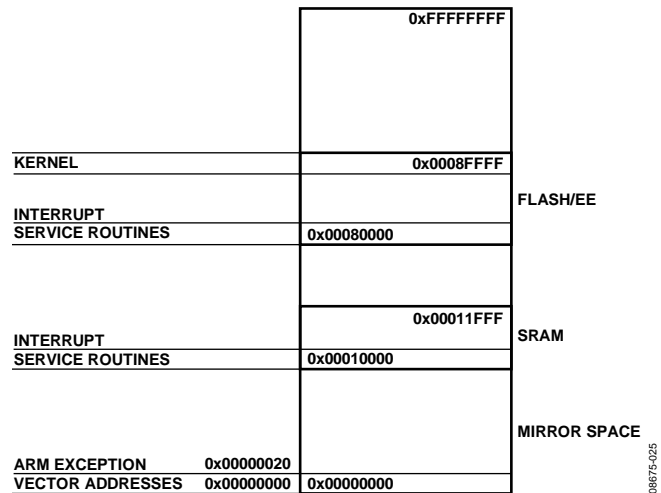 0xFFFFFFFF
KERNEL 0x0008FFFF
FLASH/EE
INTERRUPT
SERVICE ROUTINES 0x00080000
0x00011FFF
SRAM
INTERRUPT
SERVICE ROUTINES 0x00010000
MIRROR SPACE
ARM EXCEPTION 0x00000020
VECTOR ADDRESSES 0x00000000 0x00000000
08675-025